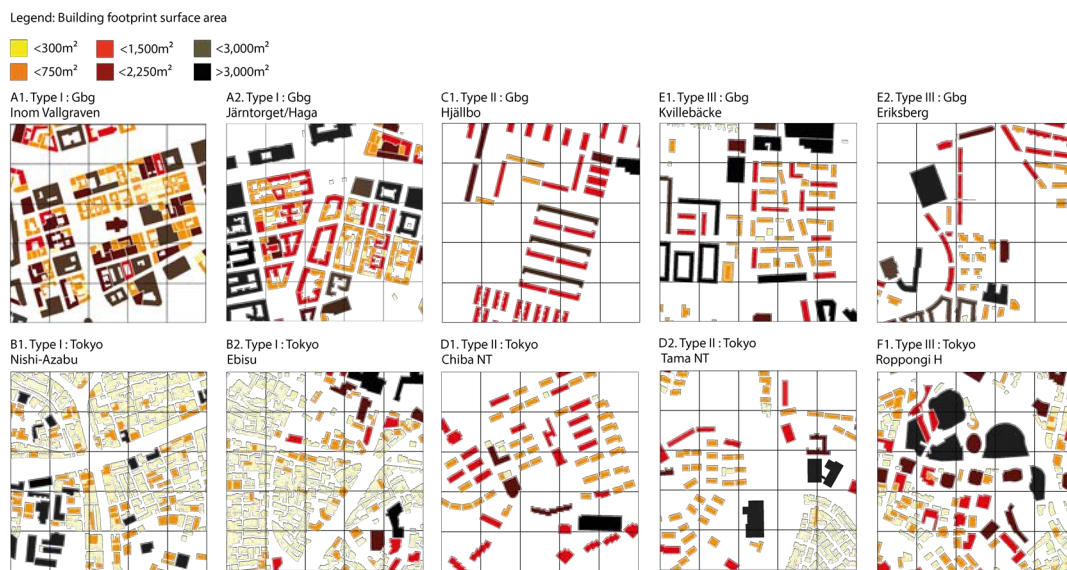 Legend: Building footprint surface area
<300m² <1,500m² <3,000m²
<750m² <2,250m² >3,000m²
A1. Type I : Gbg
Inom Vallgraven
A2. Type I : Gbg
Järntorget/Haga
C1. Type II : Gbg
Hjällbo
E1. Type III : Gbg
Kvillebäcke
E2. Type III : Gbg
Eriksberg
B1. Type I : Tokyo
Nishi-Azabu
B2. Type I : Tokyo
Ebisu
D1. Type II : Tokyo
Chiba NT
D2. Type II : Tokyo
Tama NT
F1. Type III : Tokyo
Roppongi H